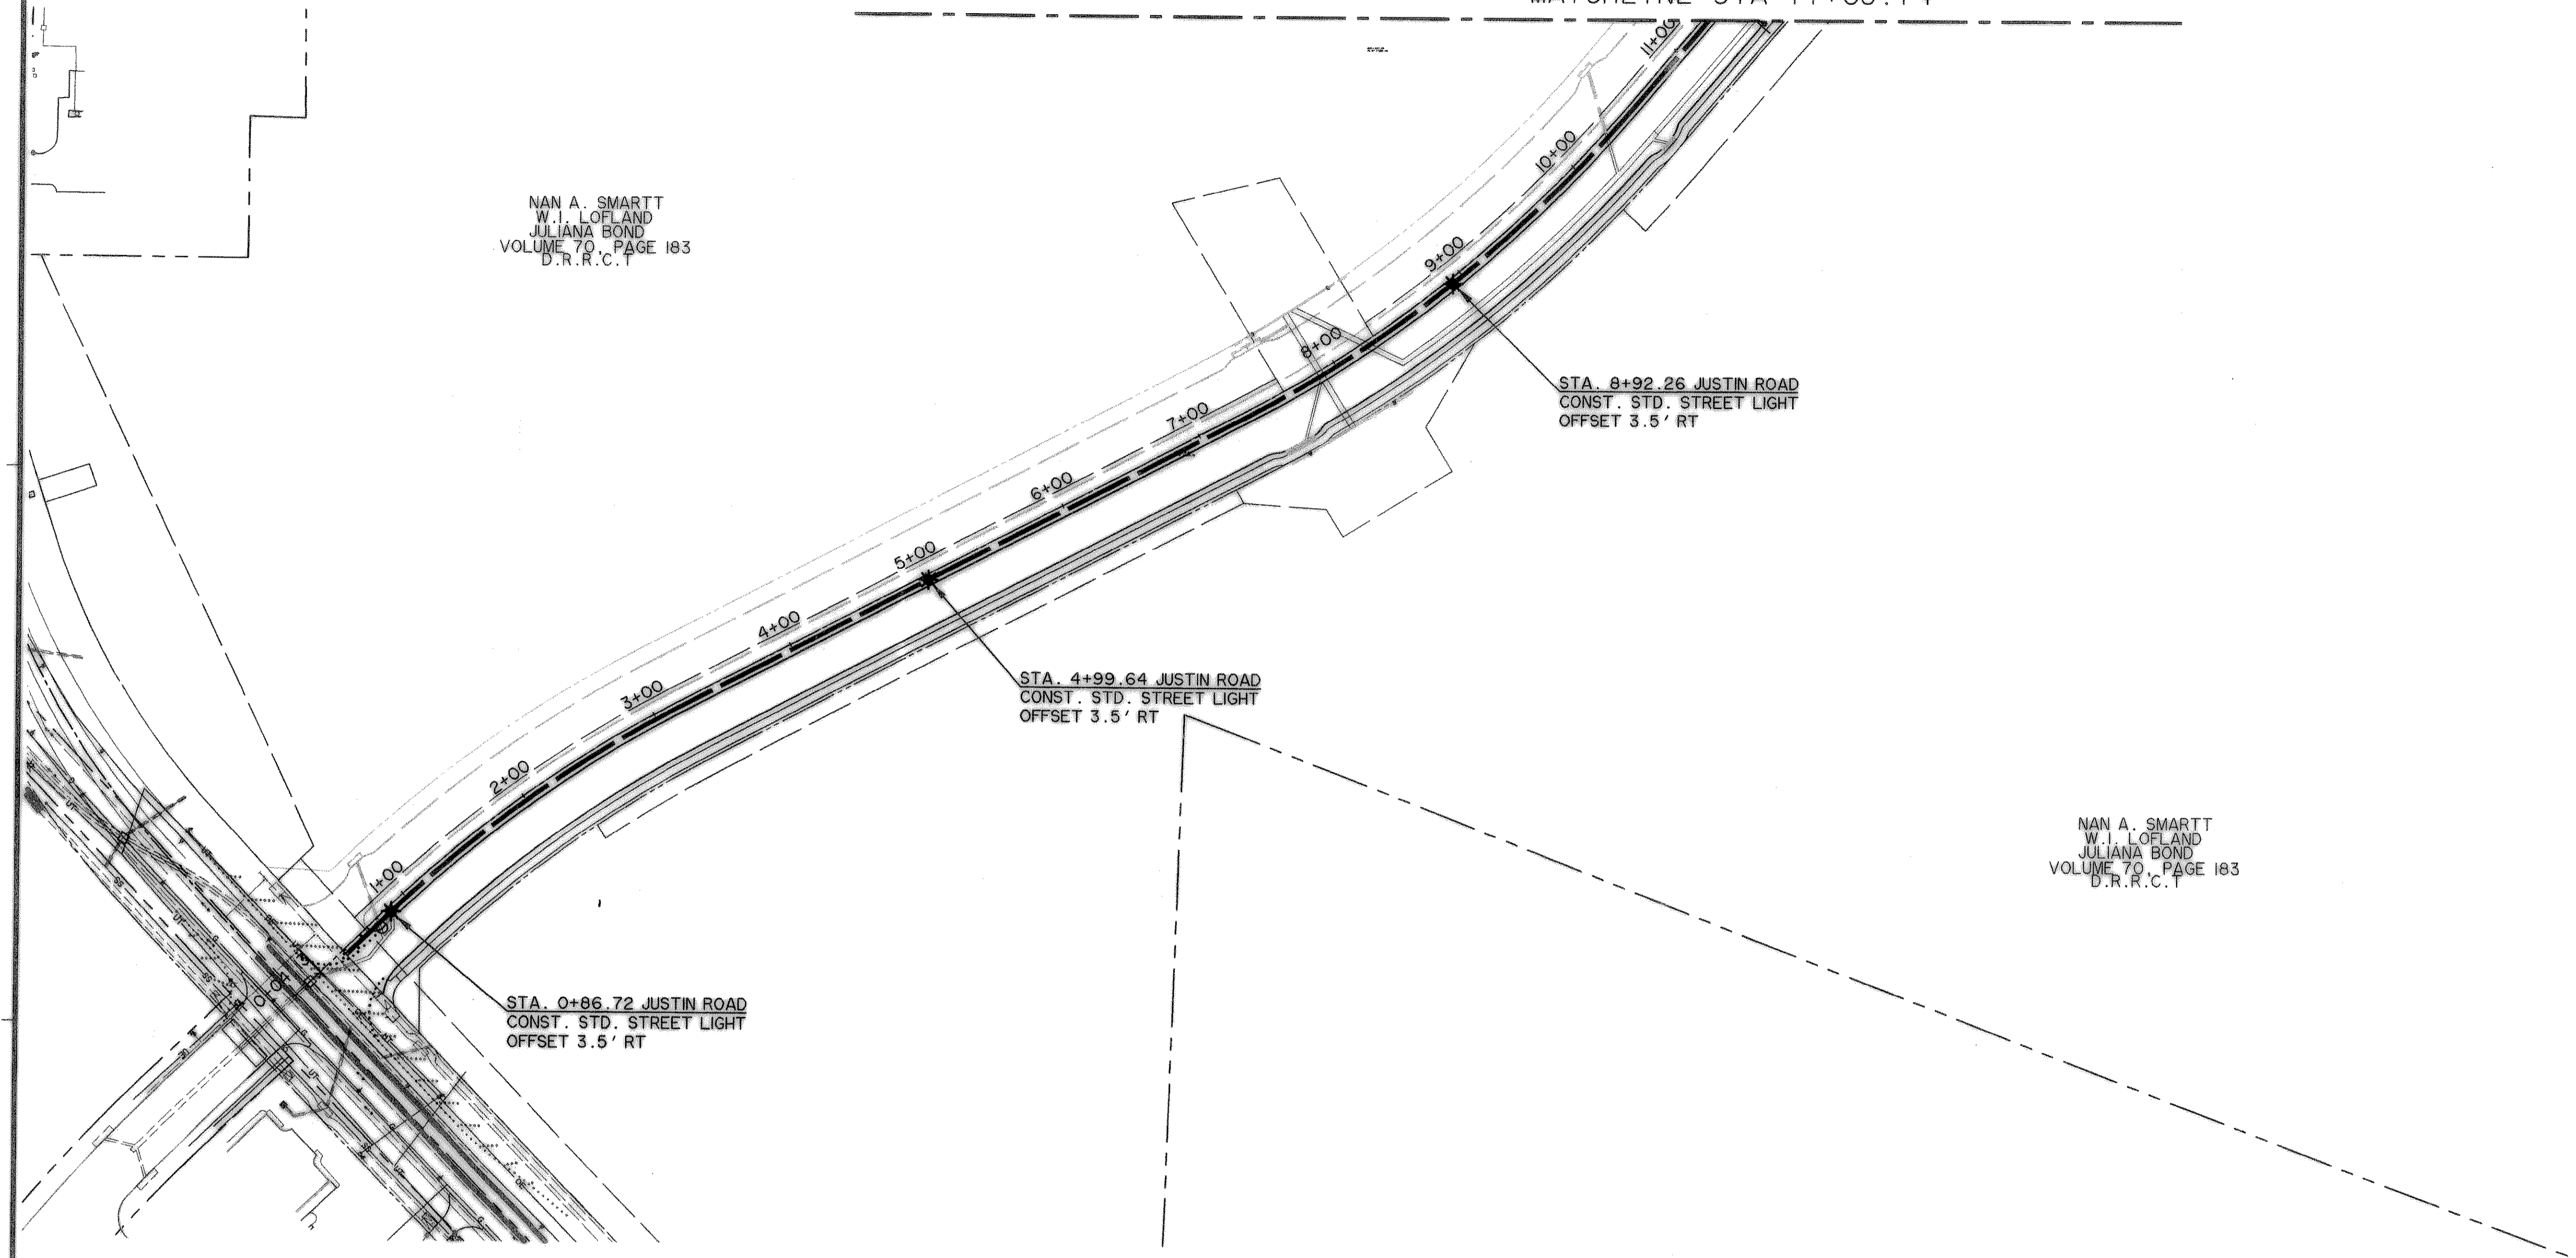 MATCHLINE STA 11+
11+00
10+00
NAN A. SMARTT
W.I. LOFLAND
JULIANA BOND
VOLUME 70, PAGE 183
D.R.R.C.T
9+00
8+00
STA. 8+92.26 JUSTIN ROAD
CONST. STD. STREET LIGHT
OFFSET 3.5' RT
7+00
6+00
5+00
4+00
STA. 4+99.64 JUSTIN ROAD
CONST. STD. STREET LIGHT
OFFSET 3.5' RT
3+00
2+00
NAN A. SMARTT
W.I. LOFLAND
JULIANA BOND
VOLUME 70, PAGE 183
D.R.R.C.T
1+00
STA. 0+86.72 JUSTIN ROAD
CONST. STD. STREET LIGHT
OFFSET 3.5' RT